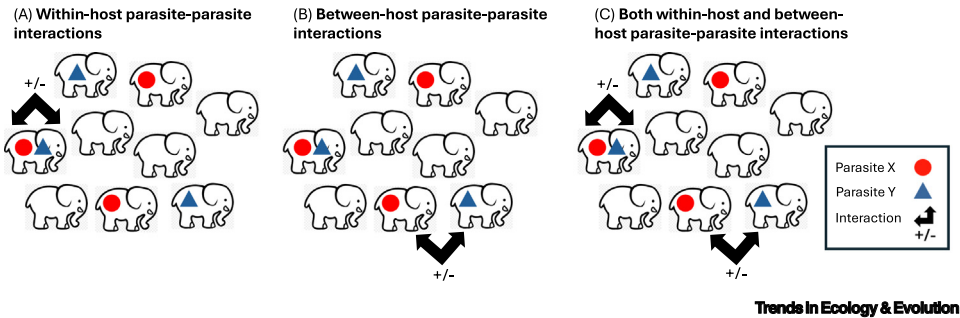 (A) Within-host parasite-parasite
interactions
+/-
(B) Between-host parasite-parasite
interactions
+/-
(C) Both within-host and between-
host parasite-parasite interactions
+/-
+/-
Parasite X
Parasite Y
Interaction
+/-
Trends in Ecology & Evolution